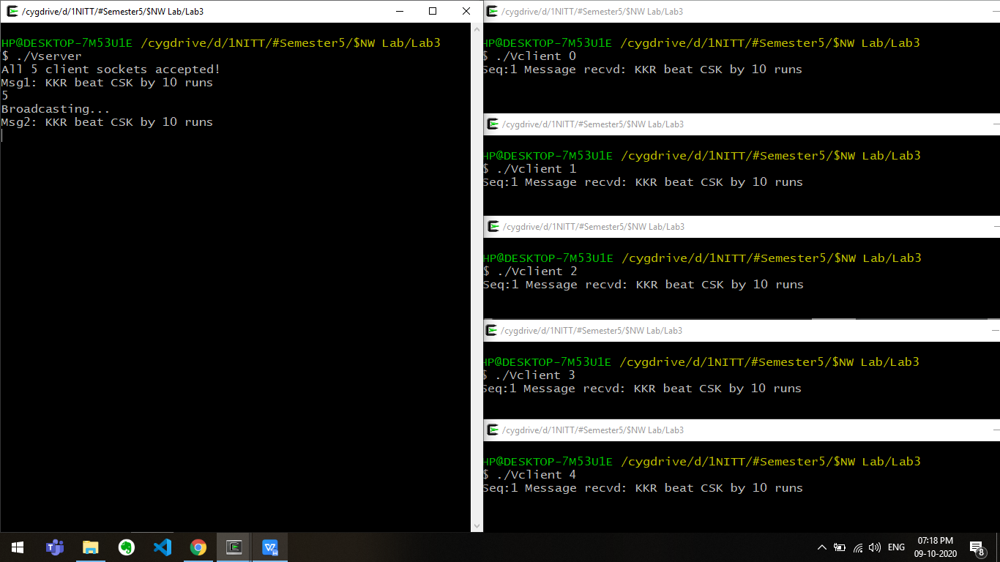 /cygdrive/d/1NITT/#Semester5/$NW Lab/Lab3
HP@DESKTOP-7M53U1E /cygdrive/d/1NITT/#Semester5/$NW Lab/Lab3
$ ./Vserver
All 5 client sockets accepted!
Msg1: KKR beat CSK by 10 runs
5
Broadcasting...
Msg2: KKR beat CSK by 10 runs
/cygdrive/d/1NITT/#Semester5/$NW Lab/Lab3
HP@DESKTOP-7M53U1E /cygdrive/d/1NITT/#Semester5/$NW Lab/Lab3
$ ./Vclient 0
Seq:1 Message recvd: KKR beat CSK by 10 runs
/cygdrive/d/1NITT/#Semester5/$NW Lab/Lab3
HP@DESKTOP-7M53U1E /cygdrive/d/1NITT/#Semester5/$NW Lab/Lab3
$ ./Vclient 1
Seq:1 Message recvd: KKR beat CSK by 10 runs
/cygdrive/d/1NITT/#Semester5/$NW Lab/Lab3
HP@DESKTOP-7M53U1E /cygdrive/d/1NITT/#Semester5/$NW Lab/Lab3
$ ./Vclient 2
Seq:1 Message recvd: KKR beat CSK by 10 runs
/cygdrive/d/1NITT/#Semester5/$NW Lab/Lab3
HP@DESKTOP-7M53U1E /cygdrive/d/1NITT/#Semester5/$NW Lab/Lab3
$ ./Vclient 3
Seq:1 Message recvd: KKR beat CSK by 10 runs
/cygdrive/d/1NITT/#Semester5/$NW Lab/Lab3
HP@DESKTOP-7M53U1E /cygdrive/d/1NITT/#Semester5/$NW Lab/Lab3
$ ./Vclient 4
Seq:1 Message recvd: KKR beat CSK by 10 runs
ENG
07:18 PM
09-10-2020
8